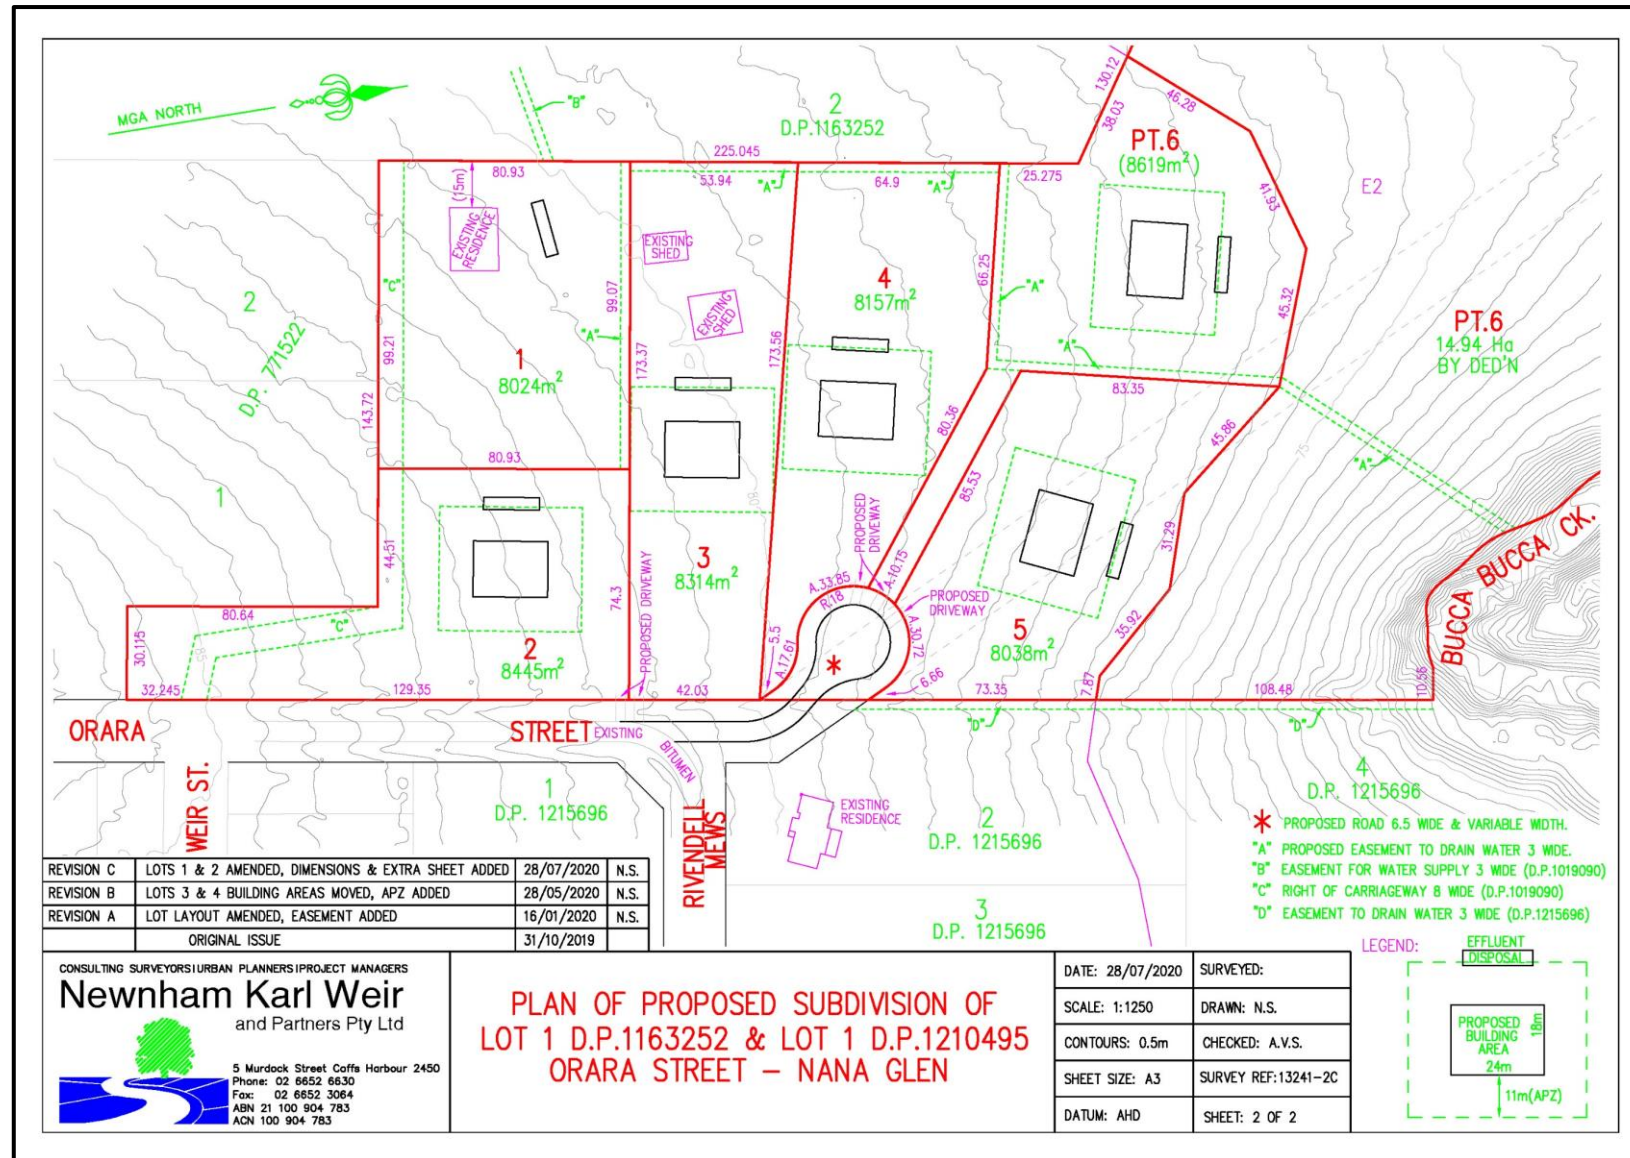 MGA NORTH
"B"
2
D.P.1163252
130.12
38.03
46.28
PT.6
(8619m²)
225.045
80.93
53.94
"A"
64.9
"A"
25.275
41.93
E2
(15m)
EXISTING
RESIDENCE
EXISTING
SHED
EXISTING
SHED
"C"
99.07
4
8157m²
66.25
"A"
45.32
2
D.P. 771522
99.21
"A"
1
8024m²
173.37
173.56
"A"
83.35
PT.6
14.94 Ha
BY DED'N
143.72
80.93
80.36
45.86
75
"A"
1
80
85.53
44.51
3
8314m²
PROPOSED
DRIVEWAY
A.10.15
31.29
BUCCA BUCCA CK.
80.64
"C"
74.3
PROPOSED DRIVEWAY
A.33.85
R.18
PROPOSED
DRIVEWAY
35.92
30.115
85
2
8445m²
5.5
A.17.61
*
A.30.72
5
8038m²
6.66
32.245
129.35
42.03
73.35
7.87
108.48
10.56
ORARA
STREET
EXISTING
BITUMEN
"D"
"D"
WEIR ST.
1
D.P. 1215696
RIVENDELL
MEWS
EXISTING
RESIDENCE
2
D.P. 1215696
4
D.P. 1215696
3
D.P. 1215696
* PROPOSED ROAD 6.5 WIDE & VARIABLE WIDTH.
"A" PROPOSED EASEMENT TO DRAIN WATER 3 WIDE.
"B" EASEMENT FOR WATER SUPPLY 3 WIDE (D.P.1019090)
"C" RIGHT OF CARRIAGEWAY 8 WIDE (D.P.1019090)
"D" EASEMENT TO DRAIN WATER 3 WIDE (D.P.1215696)
REVISION C LOTS 1 & 2 AMENDED, DIMENSIONS & EXTRA SHEET ADDED 28/07/2020 N.S.
REVISION B LOTS 3 & 4 BUILDING AREAS MOVED, APZ ADDED 28/05/2020 N.S.
REVISION A LOT LAYOUT AMENDED, EASEMENT ADDED 16/01/2020 N.S.
ORIGINAL ISSUE 31/10/2019
CONSULTING SURVEYORS|URBAN PLANNERS|PROJECT MANAGERS
Newnham Karl Weir
and Partners Pty Ltd
5 Murdock Street Coffs Harbour 2450
Phone: 02 6652 6630
Fax: 02 6652 3064
ABN 21 100 904 783
ACN 100 904 783
PLAN OF PROPOSED SUBDIVISION OF
LOT 1 D.P.1163252 & LOT 1 D.P.1210495
ORARA STREET – NANA GLEN
DATE: 28/07/2020 SURVEYED:
SCALE: 1:1250 DRAWN: N.S.
CONTOURS: 0.5m CHECKED: A.V.S.
SHEET SIZE: A3 SURVEY REF:13241-2C
DATUM: AHD SHEET: 2 OF 2
LEGEND:
EFFLUENT
DISPOSAL
PROPOSED
BUILDING
AREA
18m
24m
11m(APZ)